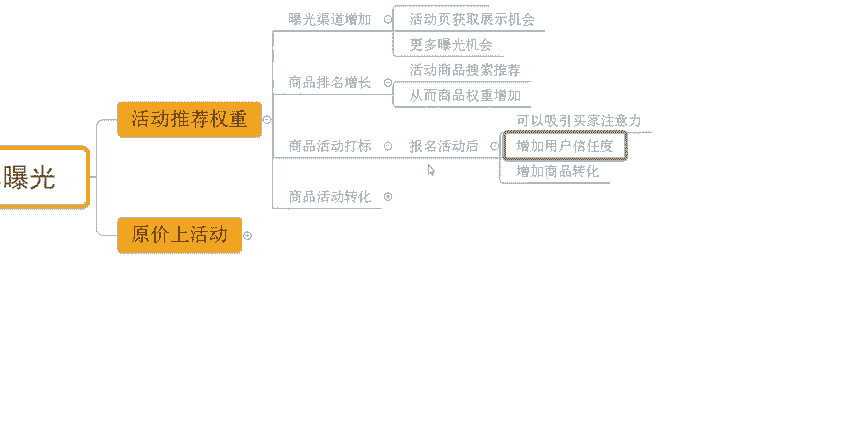 曝光
活动推荐权重
曝光渠道增加
活动页获取展示机会
更多曝光机会
商品排名增长
活动商品搜索推荐
从而商品权重增加
商品活动打标
报名活动后
可以吸引买家注意力
增加用户信任度
增加商品转化
商品活动转化
原价上活动